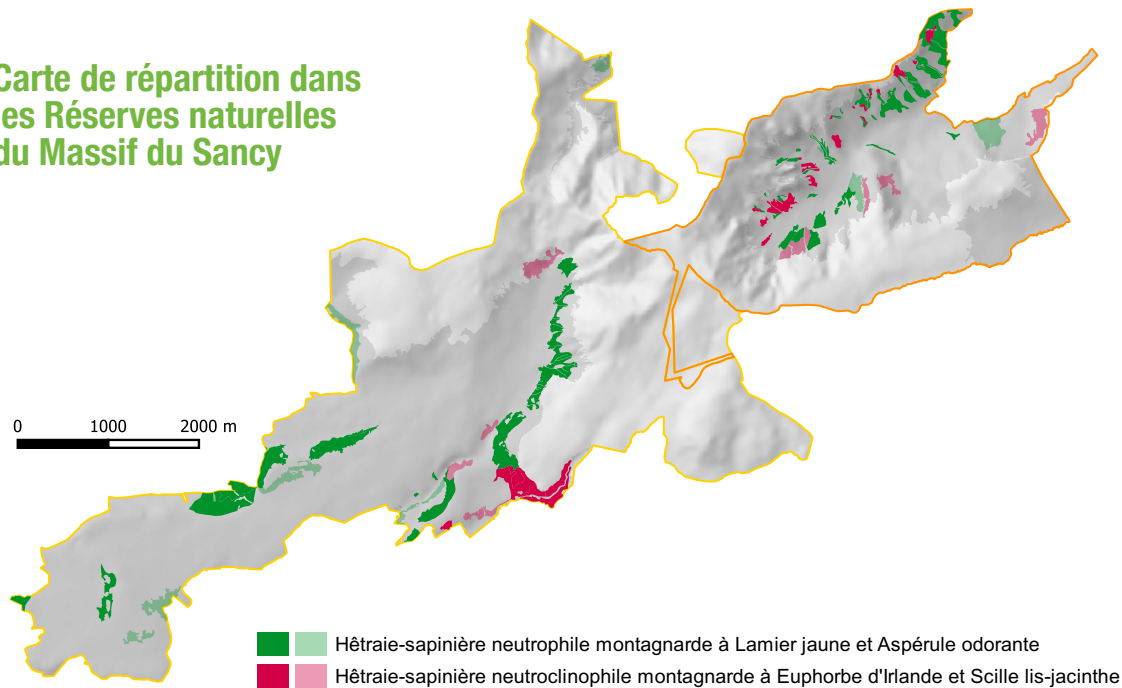 Carte de répartition dans
les Réserves naturelles
du Massif du Sancy
0 1000 2000 m
Hêtraie-sapinière neutrophile montagnarde à Lamier jaune et Aspérule odorante
Hêtraie-sapinière neutroclinophile montagnarde à Euphorbe d'Irlande et Scille lis-jacinthe